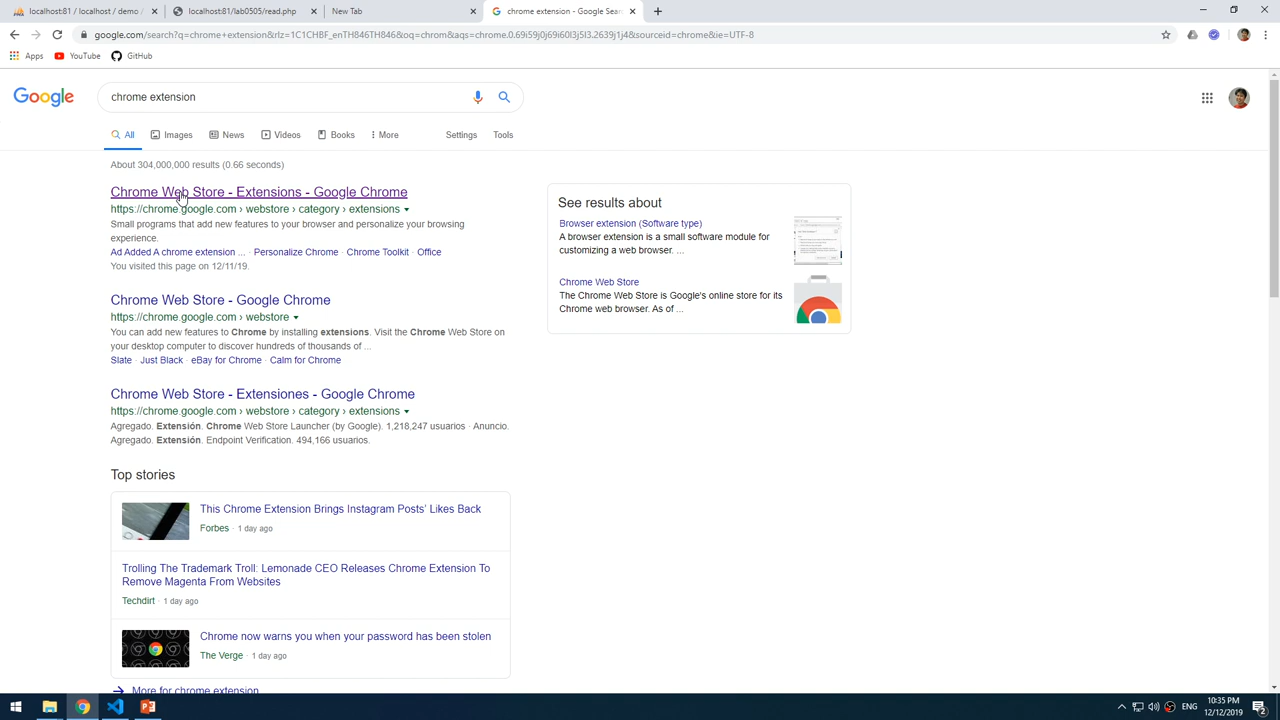 localhost:81 / localhost / demo /
localhost:81/lab0505/read.php
New Tab
chrome extension - Google Sear
google.com/search?q=chrome+extension&rlz=1C1CHBF_enTH846TH846&oq=chrom&aqs=chrome.0.69i59j0j69i60l3j5l3.2639j1j4&sourceid=chrome&ie=UTF-8
Apps
YouTube
GitHub
Google
chrome extension
All
Images
News
Videos
Books
More
Settings
Tools
About 304,000,000 results (0.66 seconds)
Chrome Web Store - Extensions - Google Chrome
https://chrome.google.com › webstore › category › extensions
Small programs that add new features to your browser and personalize your browsing
experience.
Ad Added A chrome extension ... · Personalize Chrome · Chrome Toolkit · Office
You visited this page on 12/11/19.
Chrome Web Store - Google Chrome
https://chrome.google.com › webstore
You can add new features to Chrome by installing extensions. Visit the Chrome Web Store on
your desktop computer to discover hundreds of thousands of ...
Slate · Just Black · eBay for Chrome · Calm for Chrome
Chrome Web Store - Extensiones - Google Chrome
https://chrome.google.com › webstore › category › extensions
Agregado. Extensión. Chrome Web Store Launcher (by Google). 1,218,247 usuarios · Anuncio.
Agregado. Extensión. Endpoint Verification. 494,166 usuarios.
Top stories
This Chrome Extension Brings Instagram Posts' Likes Back
Forbes · 1 day ago
Trolling The Trademark Troll: Lemonade CEO Releases Chrome Extension To
Remove Magenta From Websites
Techdirt · 1 day ago
Chrome now warns you when your password has been stolen
The Verge · 1 day ago
More for chrome extension
See results about
Browser extension (Software type)
A browser extension is a small software module for
customizing a web browser. ...
Chrome Web Store
The Chrome Web Store is Google's online store for its
Chrome web browser. As of ...
ENG
10:35 PM
12/12/2019
2